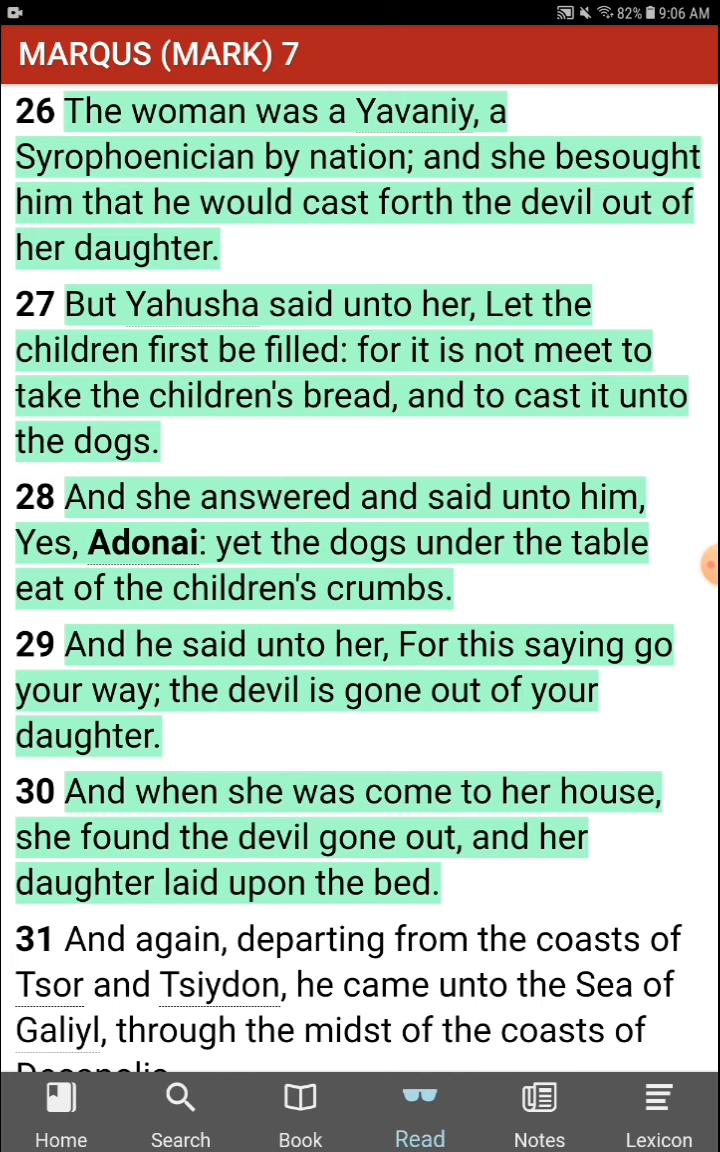 82% 9:06 AM
MARQUS (MARK) 7
26 The woman was a Yavaniy, a
Syrophoenician by nation; and she besought
him that he would cast forth the devil out of
her daughter.
27 But Yahusha said unto her, Let the
children first be filled: for it is not meet to
take the children's bread, and to cast it unto
the dogs.
28 And she answered and said unto him,
Yes, Adonai: yet the dogs under the table
eat of the children's crumbs.
29 And he said unto her, For this saying go
your way; the devil is gone out of your
daughter.
30 And when she was come to her house,
she found the devil gone out, and her
daughter laid upon the bed.
31 And again, departing from the coasts of
Tsor and Tsiydon, he came unto the Sea of
Galiyl, through the midst of the coasts of
Home Search Book Read Notes Lexicon